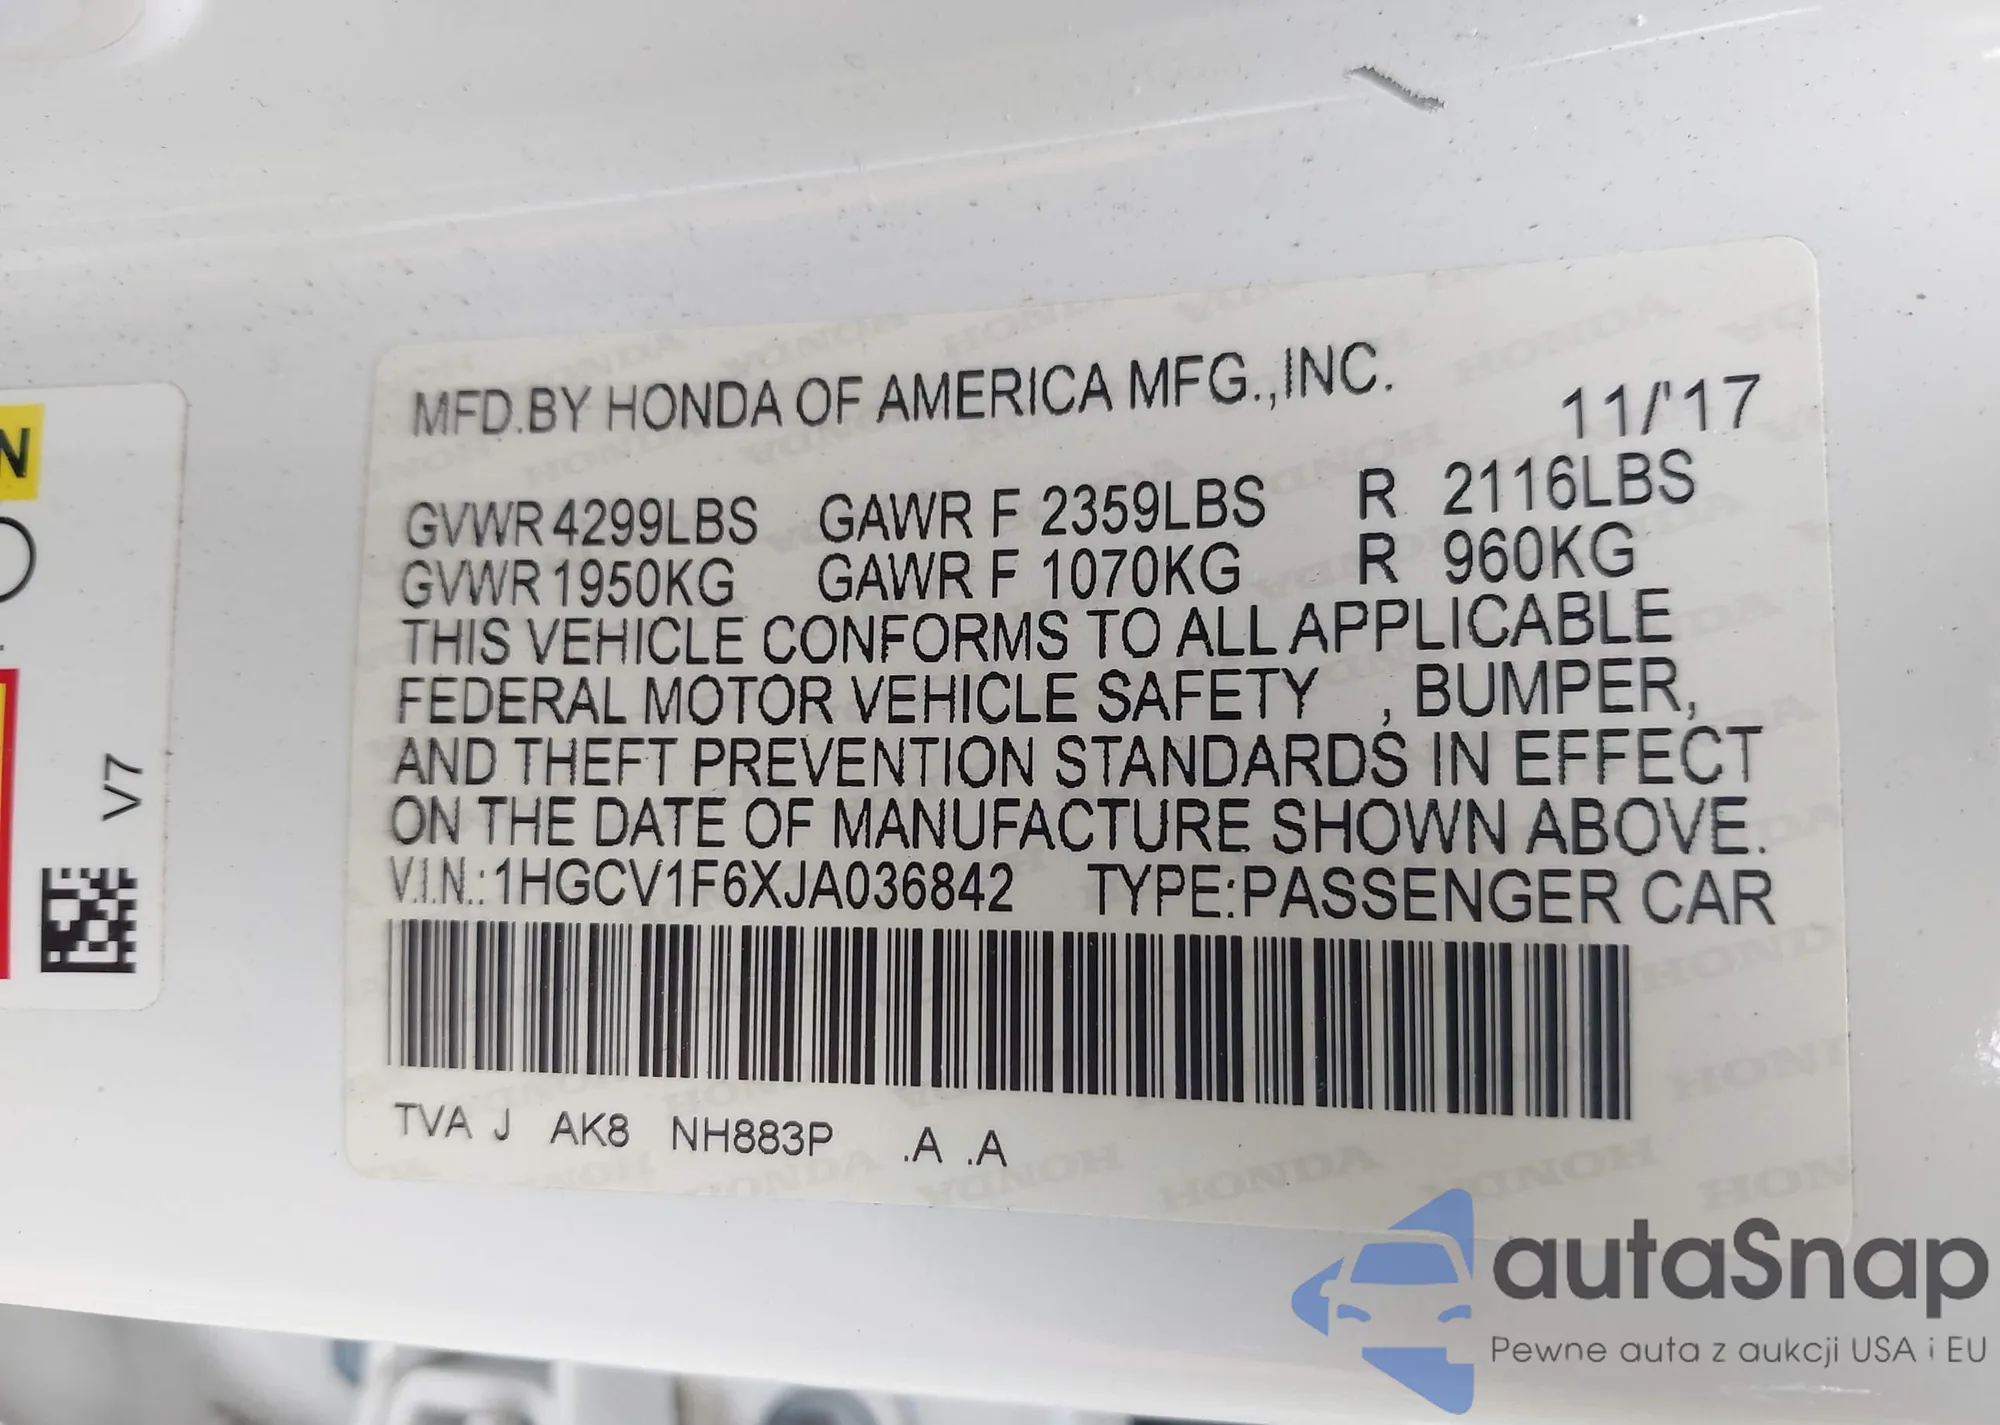 MFD.BY HONDA OF AMERICA MFG.,INC.
11/'17
GVWR 4299LBS GAWR F 2359LBS R 2116LBS
GVWR 1950KG GAWR F 1070KG R 960KG
THIS VEHICLE CONFORMS TO ALL APPLICABLE
FEDERAL MOTOR VEHICLE SAFETY , BUMPER,
AND THEFT PREVENTION STANDARDS IN EFFECT
ON THE DATE OF MANUFACTURE SHOWN ABOVE.
V.I.N.:1HGCV1F6XJA036842 TYPE:PASSENGER CAR
TVA J AK8 NH883P .A .A
N
V7
autaSnap
Pewne auta z aukcji USA i EU